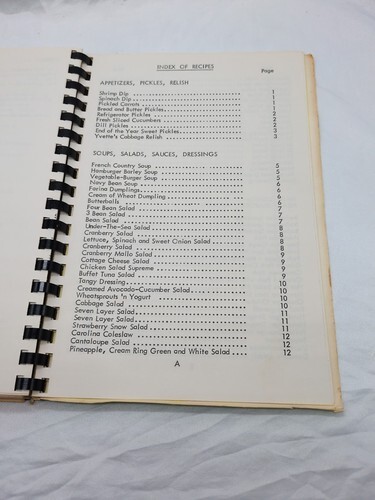 INDEX OF RECIPES
Page
APPETIZERS, PICKLES, RELISH
Shrimp Dip 1
Spinach Dip 1
Pickled Carrots 1
Bread and Butter Pickles 1
Refrigerator Pickles 2
Fresh Sliced Cucumbers 2
Dill Pickles 2
End of the Year Sweet Pickles 3
Yvette's Cabbage Relish 3
SOUPS, SALADS, SAUCES, DRESSINGS
French Country Soup 5
Hamburger Barley Soup 5
Vegetable-Burger Soup 5
Navy Bean Soup 6
Farina Dumplings 6
Cream of Wheat Dumpling 6
Butterballs 6
Four Bean Salad 7
3 Bean Salad 7
Bean Salad 7
Under-The-Sea Salad 8
Cranberry Salad 8
Lettuce, Spinach and Sweet Onion Salad 8
Cranberry Salad 8
Cranberry Mallo Salad 9
Cottage Cheese Salad 9
Chicken Salad Supreme 9
Buffet Tuna Salad 9
Tangy Dressing 10
Creamed Avocado-Cucumber Salad 10
Wheatsprouts 'n Yogurt 10
Cabbage Salad 10
Seven Layer Salad 11
Seven Layer Salad 11
Strawberry Snow Salad 11
Carolina Coleslaw 12
Cantaloupe Salad 12
Pineapple, Cream Ring Green and White Salad 12
A